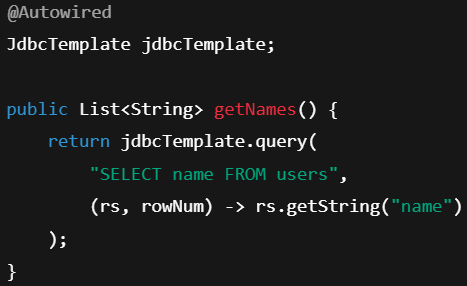 @Autowired
JdbcTemplate jdbcTemplate;
public List<String> getNames() {
    return jdbcTemplate.query(
        "SELECT name FROM users",
        (rs, rowNum) -> rs.getString("name")
    );
}